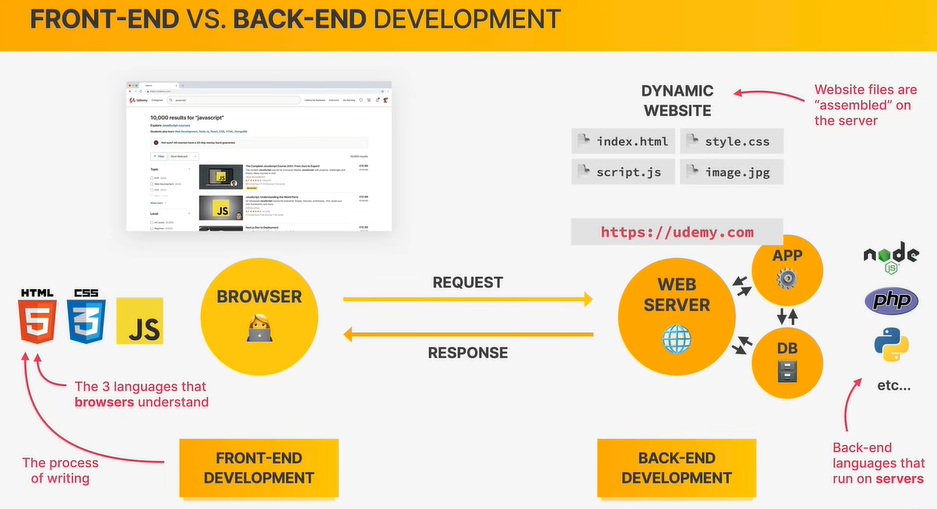 FRONT-END VS. BACK-END DEVELOPMENT
10,000 results for "javascript"
DYNAMIC
WEBSITE
Website files are
“assembled” on
the server
index.html
style.css
script.js
image.jpg
https://udemy.com
HTML
5
CSS
3
JS
BROWSER
REQUEST
RESPONSE
WEB
SERVER
APP
DB
node
JS
php
etc...
The 3 languages that
browsers understand
The process
of writing
FRONT-END
DEVELOPMENT
BACK-END
DEVELOPMENT
Back-end
languages that
run on servers